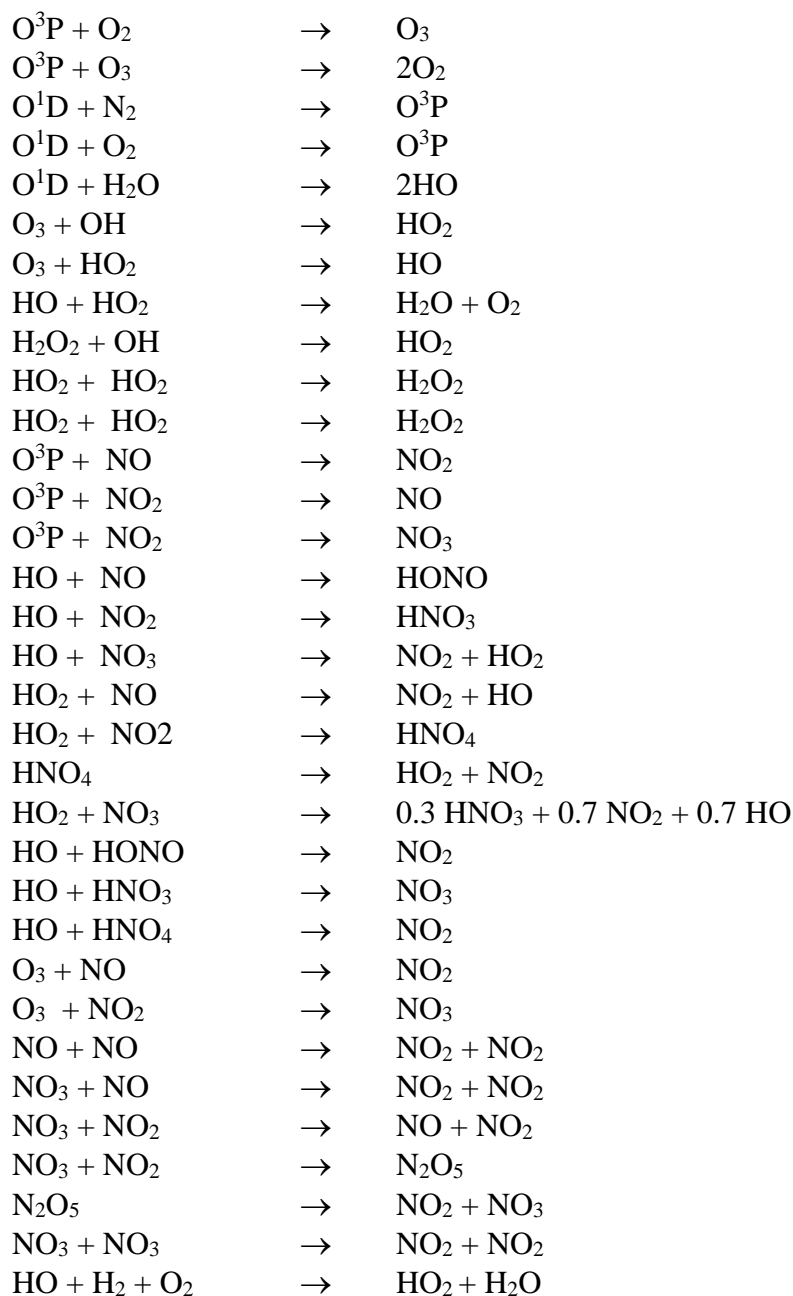 O³P + O₂ → O₃
O³P + O₃ → 2O₂
O¹D + N₂ → O³P
O¹D + O₂ → O³P
O¹D + H₂O → 2HO
O₃ + OH → HO₂
O₃ + HO₂ → HO
HO + HO₂ → H₂O + O₂
H₂O₂ + OH → HO₂
HO₂ + HO₂ → H₂O₂
HO₂ + HO₂ → H₂O₂
O³P + NO → NO₂
O³P + NO₂ → NO
O³P + NO₂ → NO₃
HO + NO → HONO
HO + NO₂ → HNO₃
HO + NO₃ → NO₂ + HO₂
HO₂ + NO → NO₂ + HO
HO₂ + NO2 → HNO₄
HNO₄ → HO₂ + NO₂
HO₂ + NO₃ → 0.3 HNO₃ + 0.7 NO₂ + 0.7 HO
HO + HONO → NO₂
HO + HNO₃ → NO₃
HO + HNO₄ → NO₂
O₃ + NO → NO₂
O₃ + NO₂ → NO₃
NO + NO → NO₂ + NO₂
NO₃ + NO → NO₂ + NO₂
NO₃ + NO₂ → NO + NO₂
NO₃ + NO₂ → N₂O₅
N₂O₅ → NO₂ + NO₃
NO₃ + NO₃ → NO₂ + NO₂
HO + H₂ + O₂ → HO₂ + H₂O